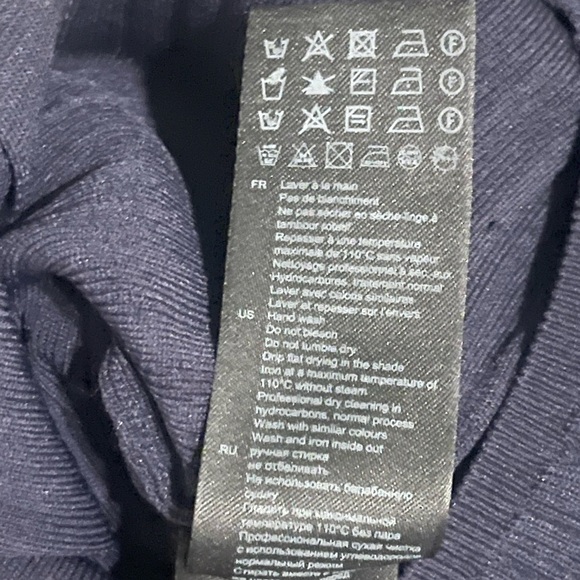 F
F
F
FR Laver à la main
Pas de blanchiment
Ne pas sécher en sèche-linge à
tambour rotatif
Repasser à une température
maximale de 110°C sans vapeur
Nettoyage professionnel à sec aux
Hydrocarbures, traitement normal
Laver avec coloris similaires
Laver et repasser sur l'envers
US Hand wash
Do not bleach
Do not tumble dry
Drip flat drying in the shade
Iron at a maximum temperature of
110°C without steam
Professional dry cleaning in
hydrocarbons, normal process
Wash with similar colours
Wash and iron inside out
RU ручная стирка
не отбеливать
Не использовать барабанную
сушку
Гладить при максимальной
температуре 110°C без пара
Профессиональная сухая чистка
с использованием углеводородов
нормальный режим
Стирать вместе с